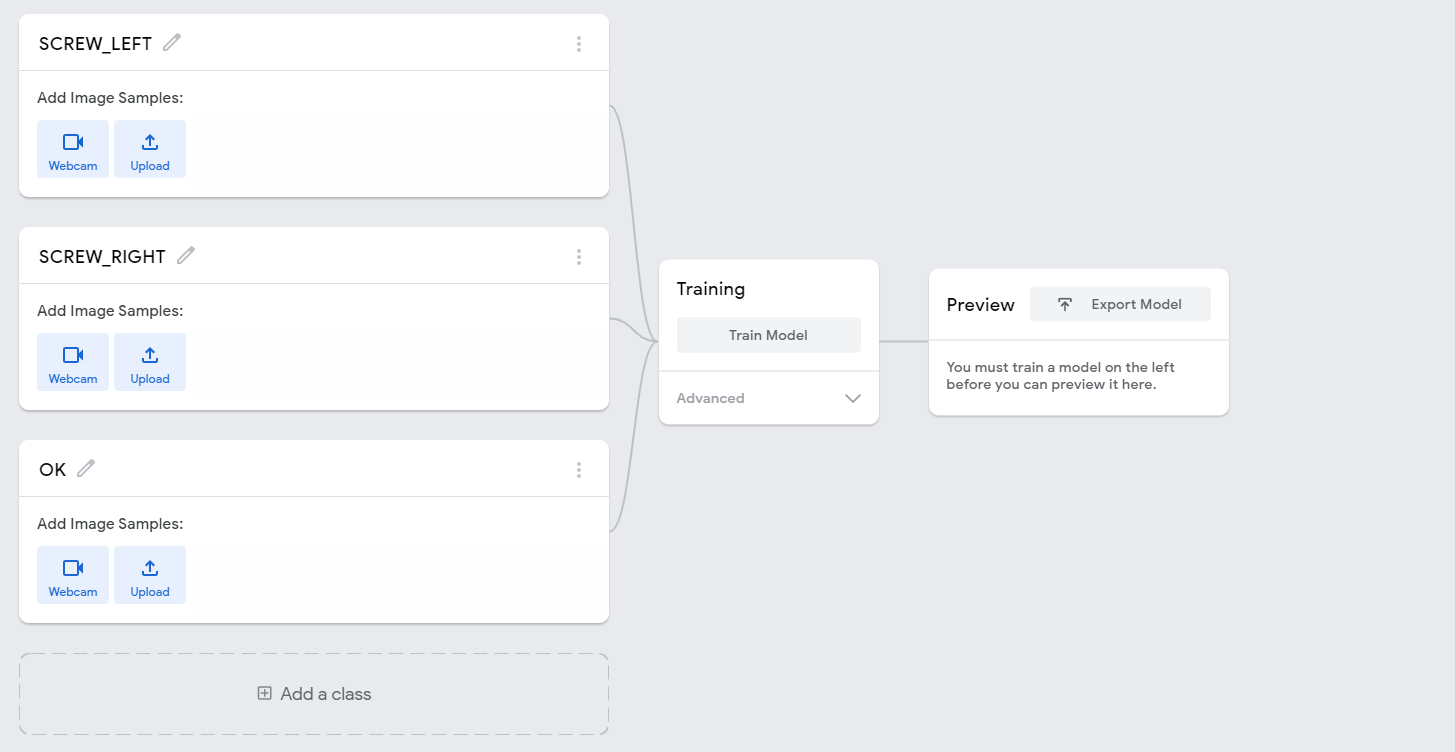 SCREW_LEFT
Add Image Samples:
Webcam
Upload
SCREW_RIGHT
Add Image Samples:
Webcam
Upload
OK
Add Image Samples:
Webcam
Upload
Add a class
Training
Train Model
Advanced
Preview
Export Model
You must train a model on the left
before you can preview it here.